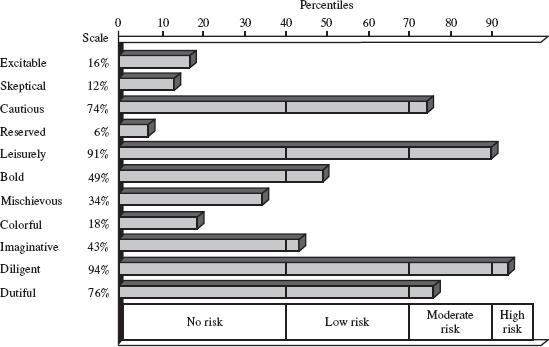 Percentiles
0 10 20 30 40 50 60 70 80 90
Scale
Excitable 16%
Skeptical 12%
Cautious 74%
Reserved 6%
Leisurely 91%
Bold 49%
Mischievous 34%
Colorful 18%
Imaginative 43%
Diligent 94%
Dutiful 76%
No risk Low risk Moderate risk High risk